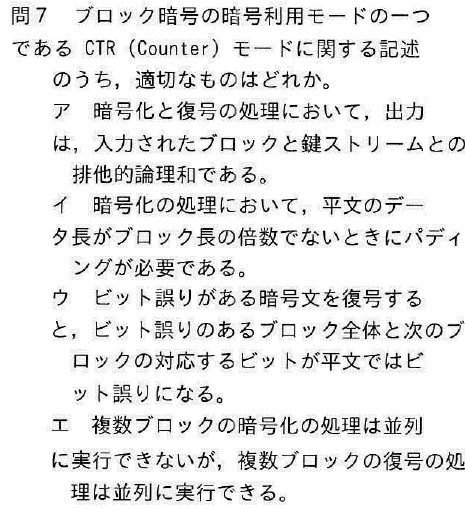 問7　ブロック暗号の暗号利用モードの一つ
である CTR (Counter) モードに関する記述
のうち，適切なものはどれか。
ア　暗号化と復号の処理において，出力
は，入力されたブロックと鍵ストリームとの
排他的論理和である。
イ　暗号化の処理において，平文のデー
タ長がブロック長の倍数でないときにパディ
ングが必要である。
ウ　ビット誤りがある暗号文を復号する
と，ビット誤りのあるブロック全体と次のブ
ロックの対応するビットが平文ではビ
ット誤りになる。
エ　複数ブロックの暗号化の処理は並列
に実行できないが，複数ブロックの復号の処
理は並列に実行できる。